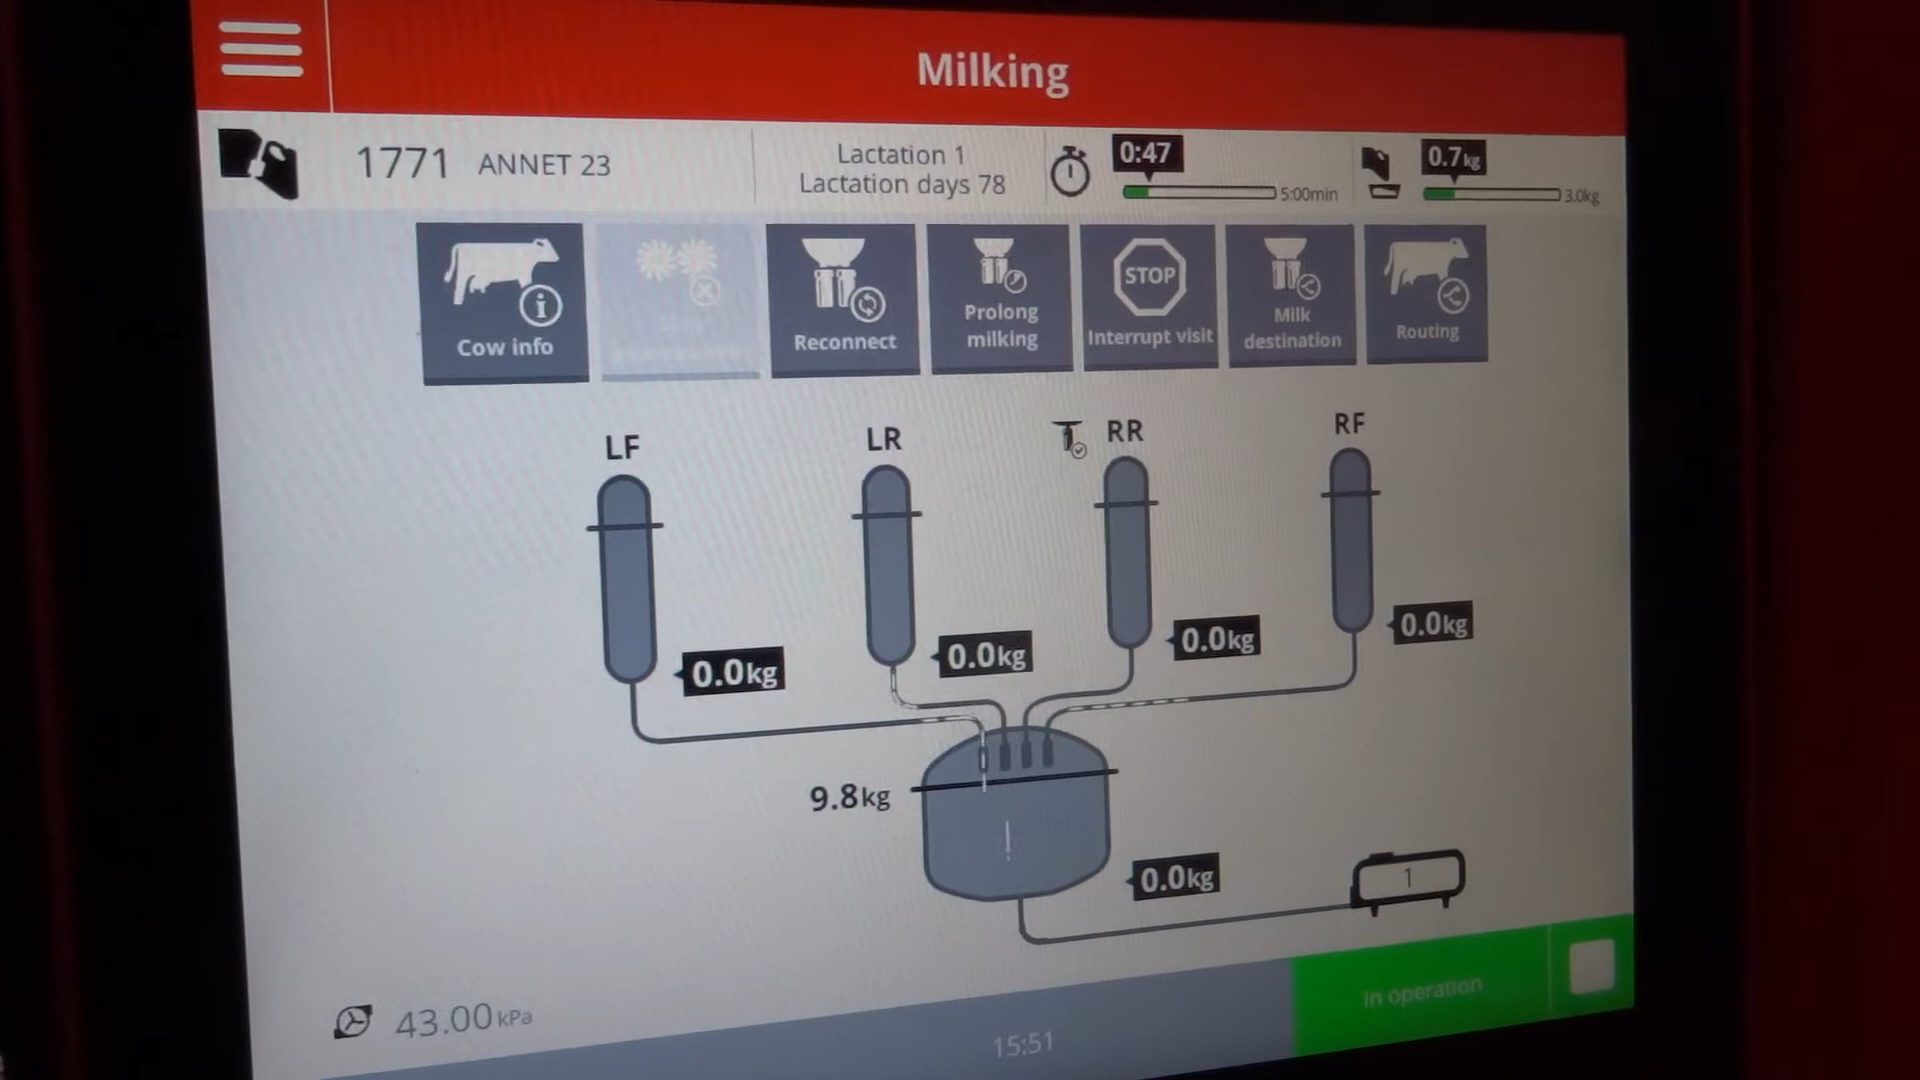 Milking
1771 ANNET 23
Lactation 1
Lactation days 78
0:47
5:00min
0.7kg
3.0kg
Cow info
Reconnect
Prolong
milking
STOP
Interrupt visit
Milk
destination
Routing
LF
LR
RR
RF
0.0kg
0.0kg
0.0kg
0.0kg
9.8kg
0.0kg
1
43.00kPa
15:51
In operation